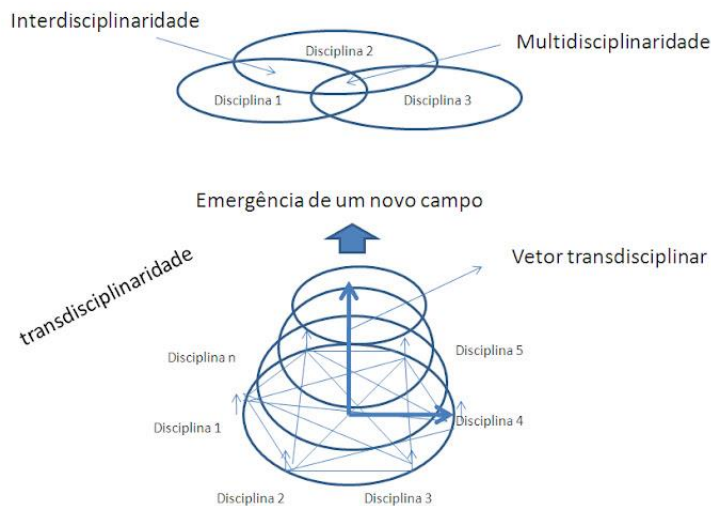 Interdisciplinaridade
Disciplina 2
Multidisciplinaridade
Disciplina 1
Disciplina 3
Emergência de um novo campo
transdisciplinaridade
Vetor transdisciplinar
Disciplina n
Disciplina 5
Disciplina 1
Disciplina 4
Disciplina 2
Disciplina 3